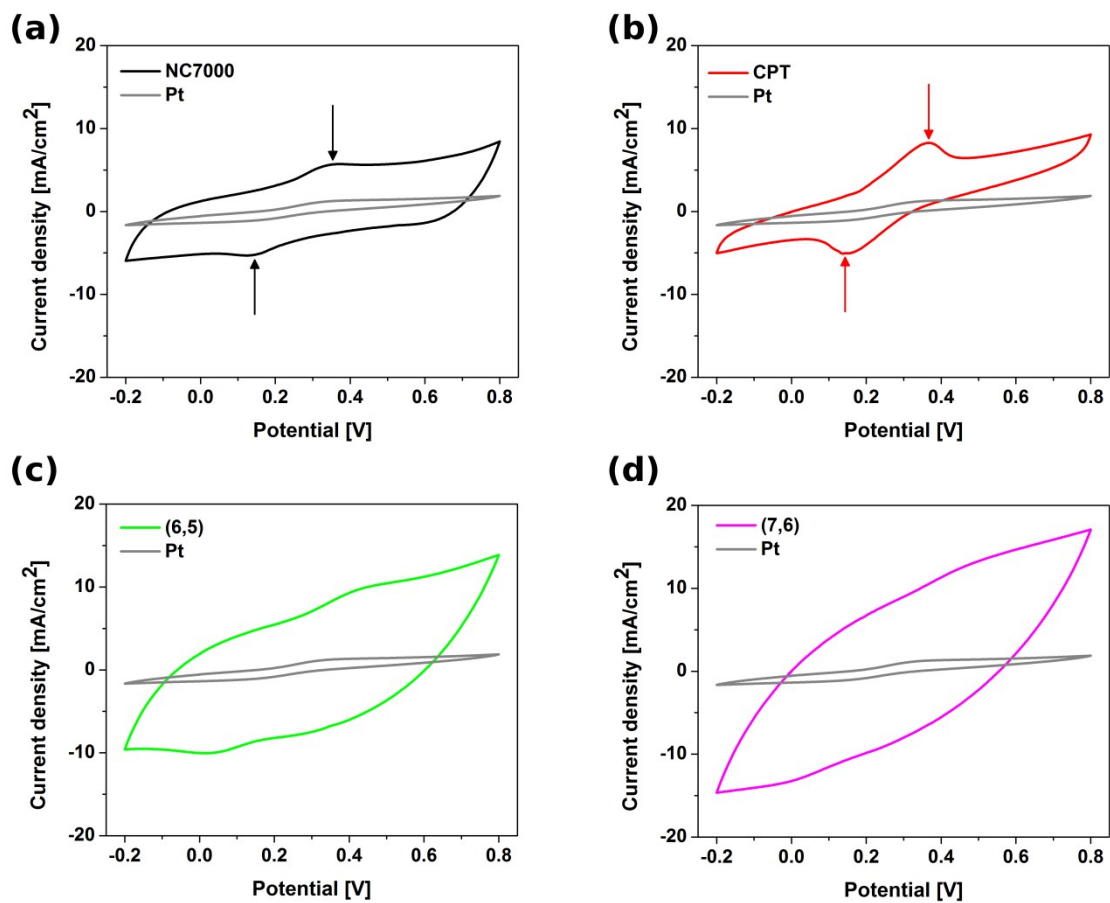 (a)
NC7000
Pt
20
10
0
-10
-20
-0.2 0.0 0.2 0.4 0.6 0.8
Current density [mA/cm²]
Potential [V]
(b)
CPT
Pt
20
10
0
-10
-20
-0.2 0.0 0.2 0.4 0.6 0.8
Current density [mA/cm²]
Potential [V]
(c)
(6,5)
Pt
20
10
0
-10
-20
-0.2 0.0 0.2 0.4 0.6 0.8
Current density [mA/cm²]
Potential [V]
(d)
(7,6)
Pt
20
10
0
-10
-20
-0.2 0.0 0.2 0.4 0.6 0.8
Current density [mA/cm²]
Potential [V]